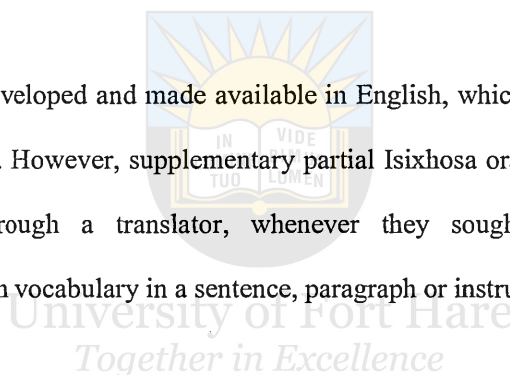 veloped and made available in English, whic
. However, supplementary partial Isixhosa or
rough a translator, whenever they sough
n vocabulary in a sentence, paragraph or instru
IN VIDE
TUO LUMEN
University of Fort Hare
Together in Excellence